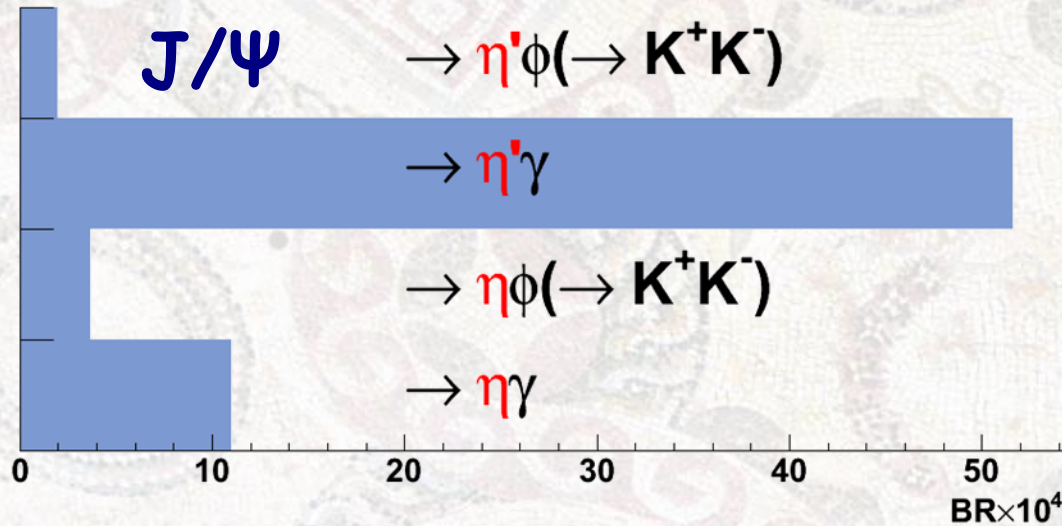 J/Ψ → η'ϕ(→ K⁺K⁻)
→ η'γ
→ ηϕ(→ K⁺K⁻)
→ ηγ
0 10 20 30 40 50
BR×10⁴